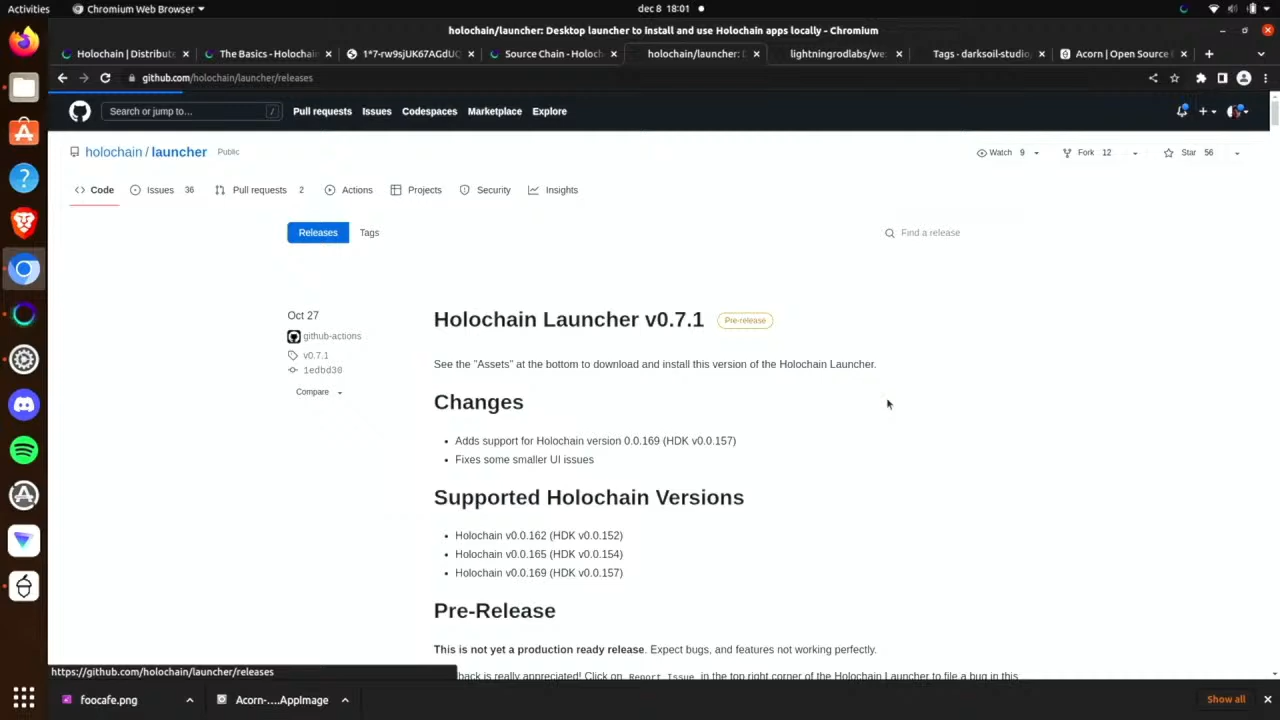 Activities
Chromium Web Browser
dec 8 18:01
holochain/launcher: Desktop launcher to install and use Holochain apps locally - Chromium
Holochain | Distribute
The Basics - Holochain
1*7-rw9sjUK67AGdUC
Source Chain - Holoch
holochain/launcher: D
lightningrodlabs/we:
Tags · darksoil-studio,
Acorn | Open Source
github.com/holochain/launcher/releases
Search or jump to...
/
Pull requests
Issues
Codespaces
Marketplace
Explore
holochain / launcher
Public
Watch 9
Fork 12
Star 56
Code
Issues 36
Pull requests 2
Actions
Projects
Security
Insights
Releases
Tags
Find a release
Oct 27
github-actions
v0.7.1
1edbd30
Compare
Holochain Launcher v0.7.1
Pre-release
See the "Assets" at the bottom to download and install this version of the Holochain Launcher.
Changes
• Adds support for Holochain version 0.0.169 (HDK v0.0.157)
• Fixes some smaller UI issues
Supported Holochain Versions
• Holochain v0.0.162 (HDK v0.0.152)
• Holochain v0.0.165 (HDK v0.0.154)
• Holochain v0.0.169 (HDK v0.0.157)
Pre-Release
This is not yet a production ready release. Expect bugs, and features not working perfectly.
back is really appreciated! Click on Report Issue in the top right corner of the Holochain Launcher to file a bug in this
https://github.com/holochain/launcher/releases
foocafe.png
Acorn-....AppImage
Show all